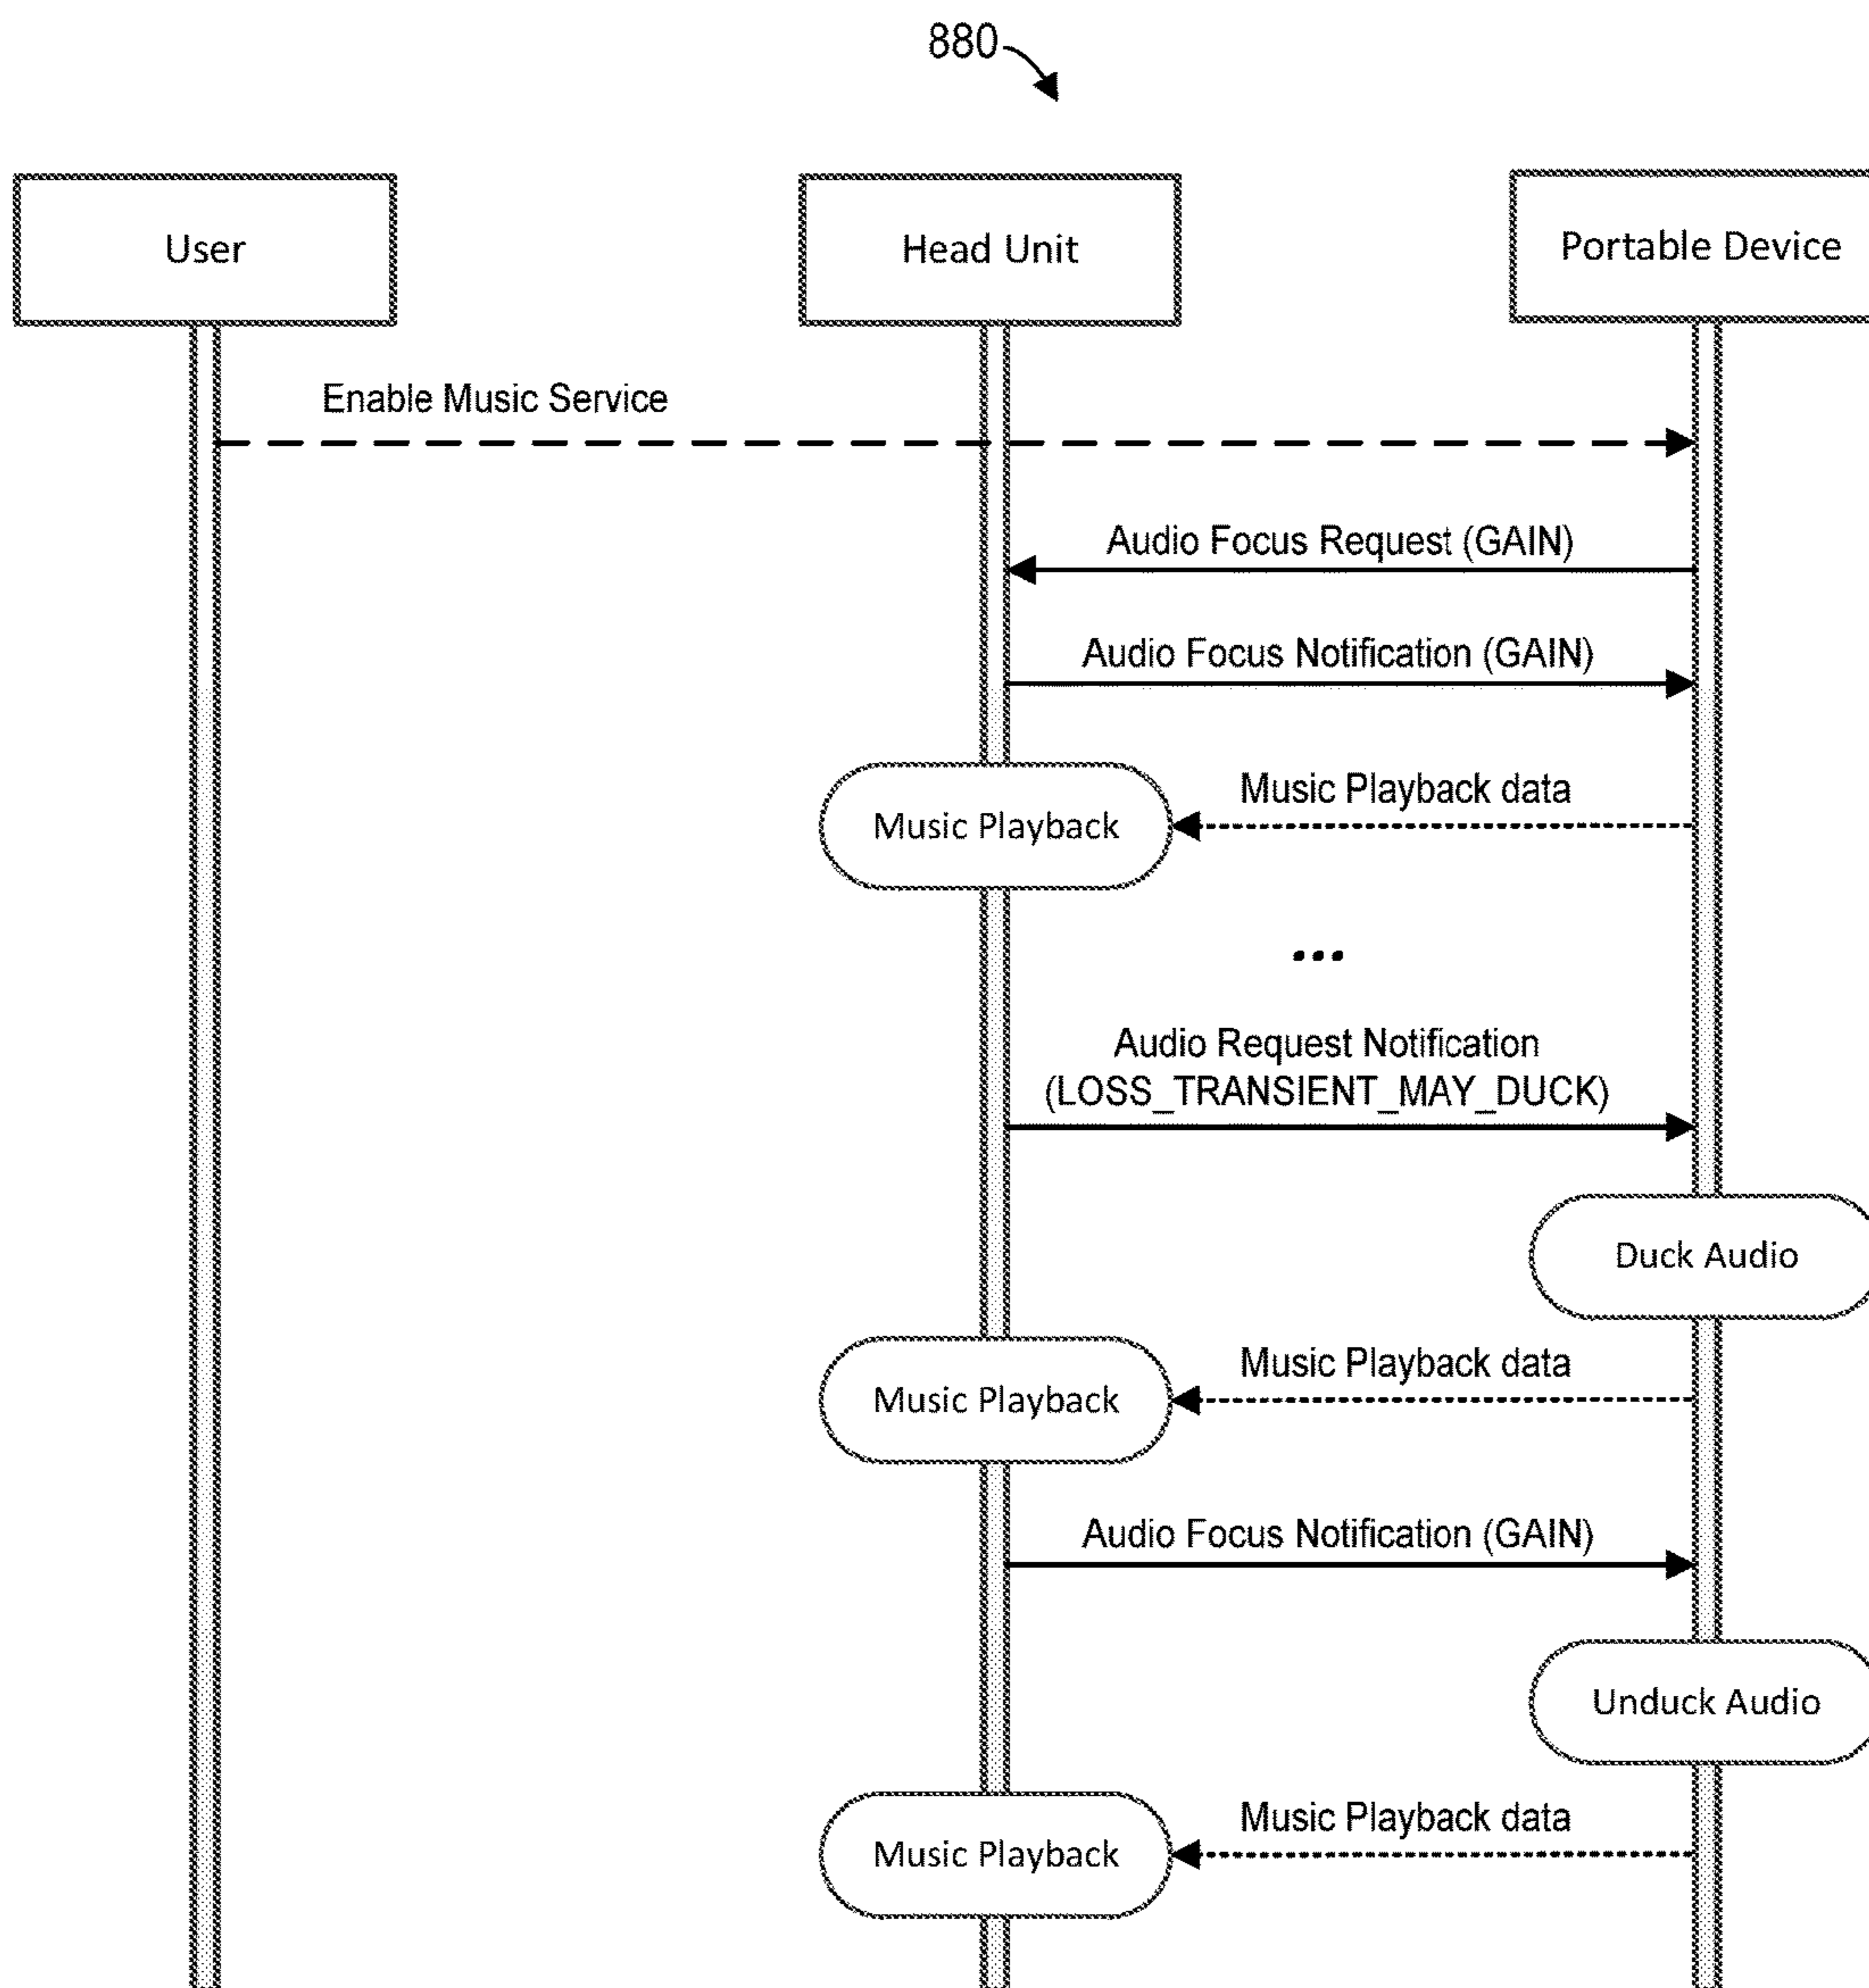 880
User
Head Unit
Portable Device
Enable Music Service
Audio Focus Request (GAIN)
Audio Focus Notification (GAIN)
Music Playback data
Music Playback
...
Audio Request Notification
(LOSS_TRANSIENT_MAY_DUCK)
Duck Audio
Music Playback data
Music Playback
Audio Focus Notification (GAIN)
Unduck Audio
Music Playback data
Music Playback